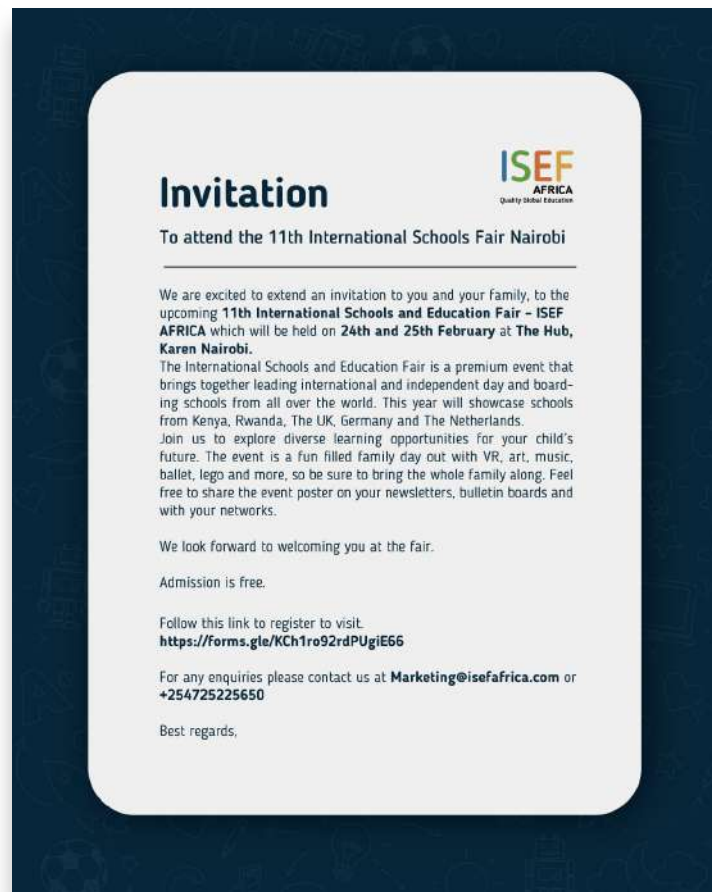 ISEF
AFRICA
Quality Global Education
Invitation
To attend the 11th International Schools Fair Nairobi
We are excited to extend an invitation to you and your family, to the
upcoming 11th International Schools and Education Fair – ISEF
AFRICA which will be held on 24th and 25th February at The Hub,
Karen Nairobi.
The International Schools and Education Fair is a premium event that
brings together leading international and independent day and board-
ing schools from all over the world. This year will showcase schools
from Kenya, Rwanda, The UK, Germany and The Netherlands.
Join us to explore diverse learning opportunities for your child's
future. The event is a fun filled family day out with VR, art, music,
ballet, lego and more, so be sure to bring the whole family along. Feel
free to share the event poster on your newsletters, bulletin boards and
with your networks.
We look forward to welcoming you at the fair.
Admission is free.
Follow this link to register to visit.
https://forms.gle/KCh1ro92rdPUgiE66
For any enquiries please contact us at Marketing@isefafrica.com or
+254725225650
Best regards,